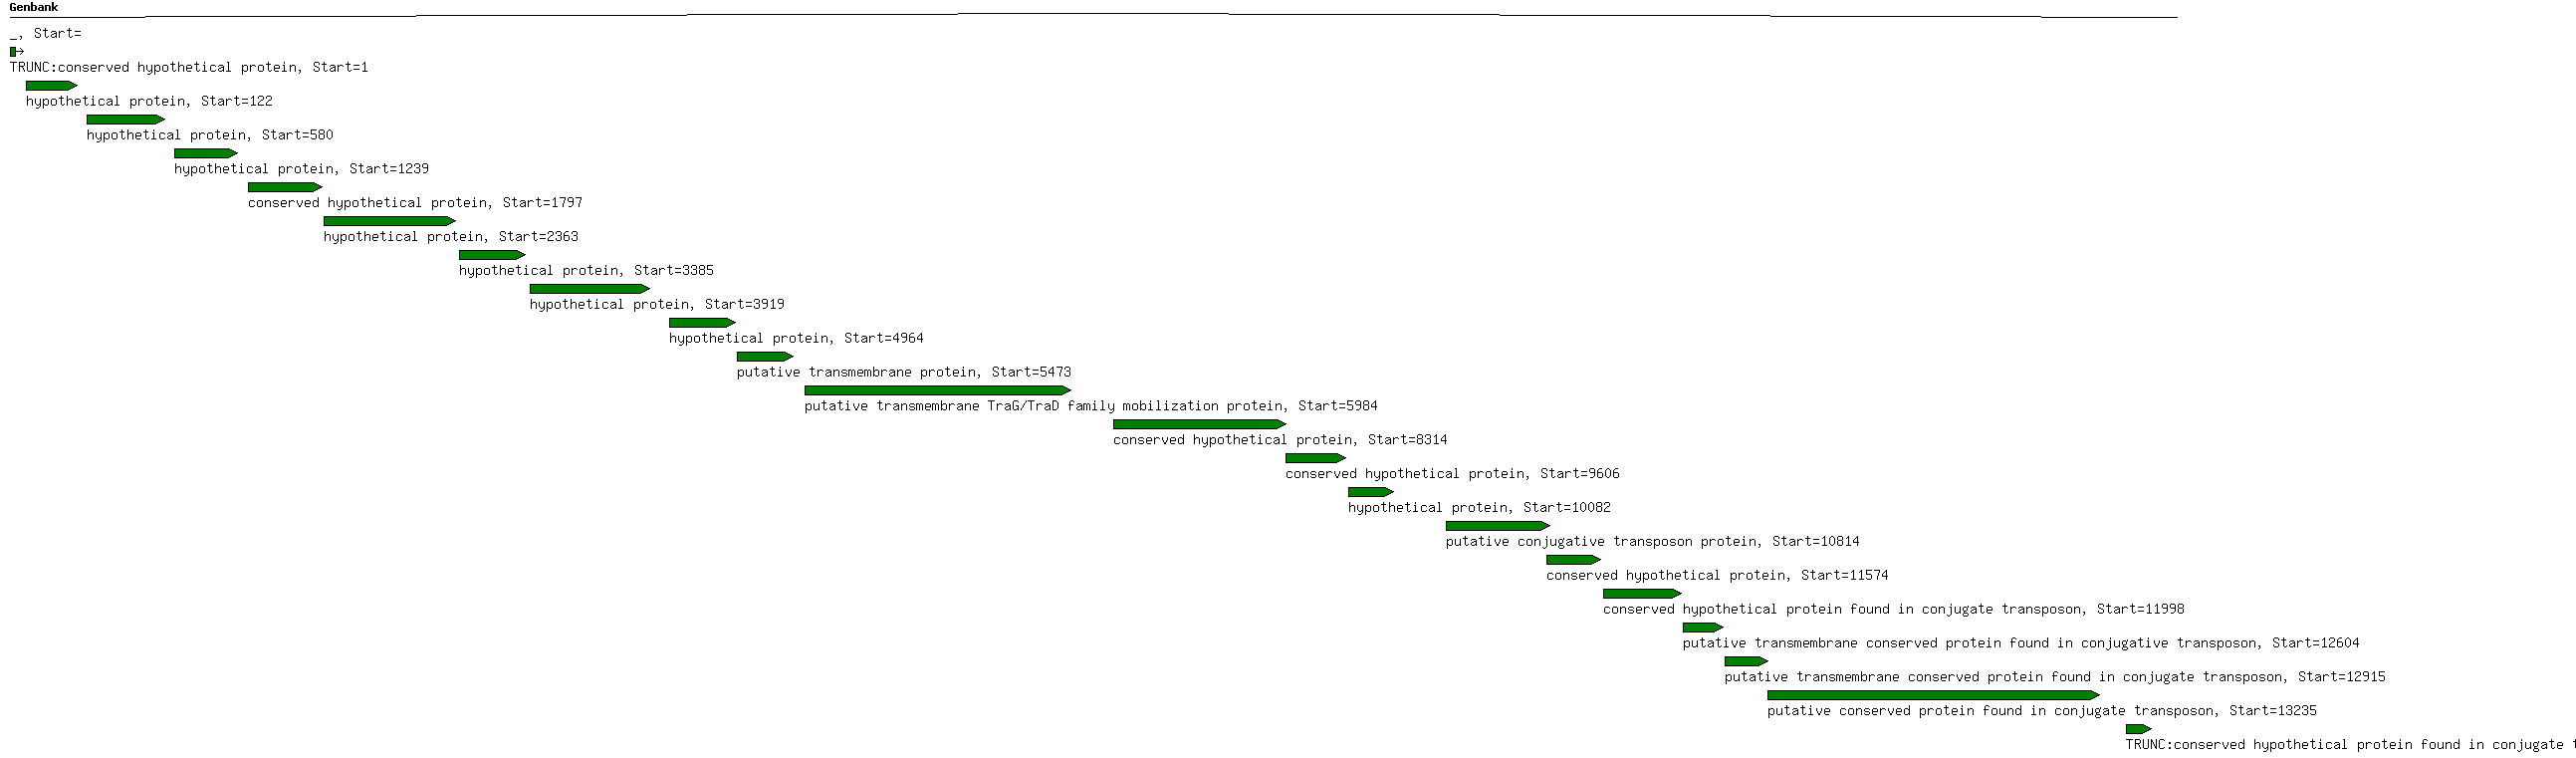 Genbank
_, Start=
TRUNC:conserved hypothetical protein, Start=1
hypothetical protein, Start=122
hypothetical protein, Start=580
hypothetical protein, Start=1239
conserved hypothetical protein, Start=1797
hypothetical protein, Start=2363
hypothetical protein, Start=3385
hypothetical protein, Start=3919
hypothetical protein, Start=4964
putative transmembrane protein, Start=5473
putative transmembrane TraG/TraD family mobilization protein, Start=5984
conserved hypothetical protein, Start=8314
conserved hypothetical protein, Start=9606
hypothetical protein, Start=10082
putative conjugative transposon protein, Start=10814
conserved hypothetical protein, Start=11574
conserved hypothetical protein found in conjugate transposon, Start=11998
putative transmembrane conserved protein found in conjugative transposon, Start=12604
putative transmembrane conserved protein found in conjugate transposon, Start=12915
putative conserved protein found in conjugate transposon, Start=13235
TRUNC:conserved hypothetical protein found in conjugate